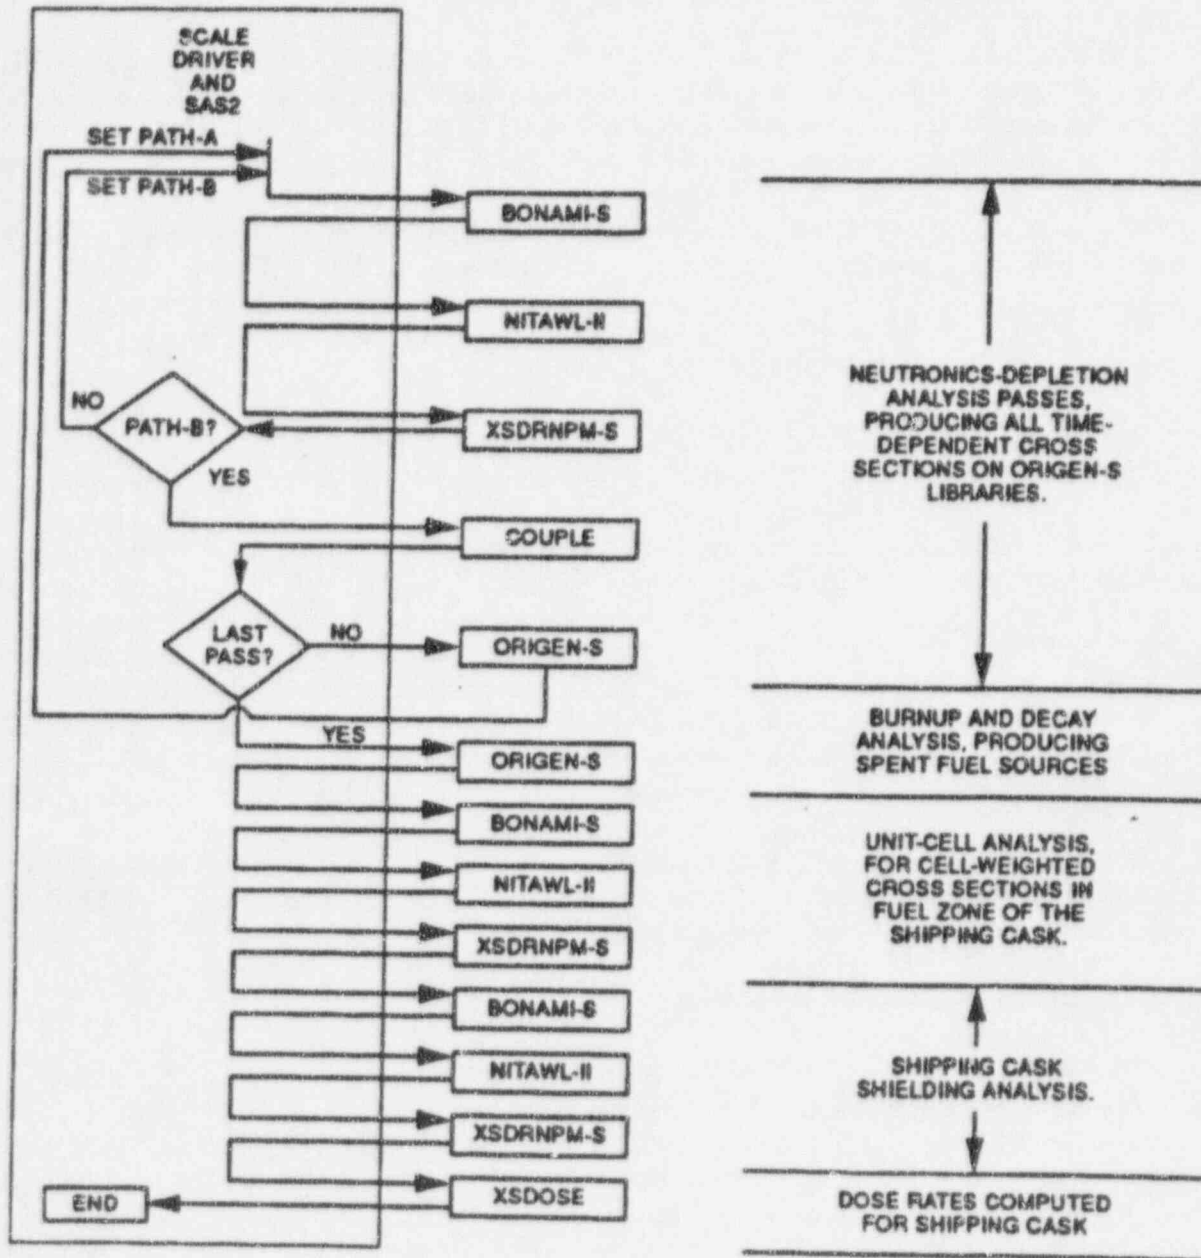 SCALE
DRIVER
AND
SAS2
SET PATH-A
SET PATH-B
BONAMI-S
NITAWL-II
NO
PATH-B?
XSDRNPM-S
YES
COUPLE
LAST
PASS?
NO
ORIGEN-S
YES
ORIGEN-S
BONAMI-S
NITAWL-II
XSDRNPM-S
BONAMI-S
NITAWL-II
XSDRNPM-S
XSDOSE
END
NEUTRONICS-DEPLETION
ANALYSIS PASSES,
PRODUCING ALL TIME-
DEPENDENT CROSS
SECTIONS ON ORIGEN-S
LIBRARIES.
BURNUP AND DECAY
ANALYSIS, PRODUCING
SPENT FUEL SOURCES
UNIT-CELL ANALYSIS,
FOR CELL-WEIGHTED
CROSS SECTIONS IN
FUEL ZONE OF THE
SHIPPING CASK.
SHIPPING CASK
SHIELDING ANALYSIS.
DOSE RATES COMPUTED
FOR SHIPPING CASK